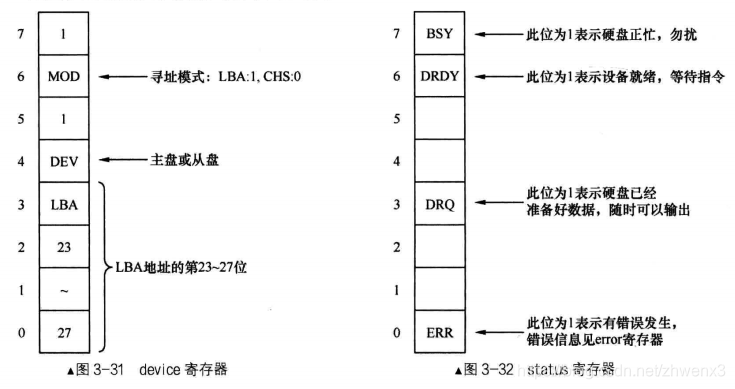 7
1
6
MOD
寻址模式：LBA:1, CHS:0
5
1
4
DEV
主盘或从盘
3
LBA
2
23
LBA地址的第23~27位
1
~
0
27
▲图 3-31 device 寄存器
7
BSY
此位为1表示硬盘正忙，勿扰
6
DRDY
此位为1表示设备就绪，等待指令
5
4
3
DRQ
此位为1表示硬盘已经
准备好数据，随时可以输出
2
1
0
ERR
此位为1表示有错误发生，
错误信息见error寄存器
▲图 3-32 status 寄存器